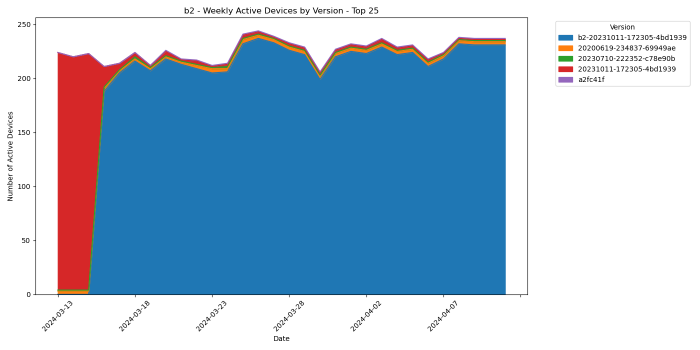 b2 - Weekly Active Devices by Version - Top 25
Number of Active Devices
250
200
150
100
50
0
2024-03-13
2024-03-18
2024-03-23
2024-03-28
2024-04-02
2024-04-07
Date
Version
b2-20231011-172305-4bd1939
20200619-234837-69949ae
20230710-222352-c78e90b
20231011-172305-4bd1939
a2fc41f